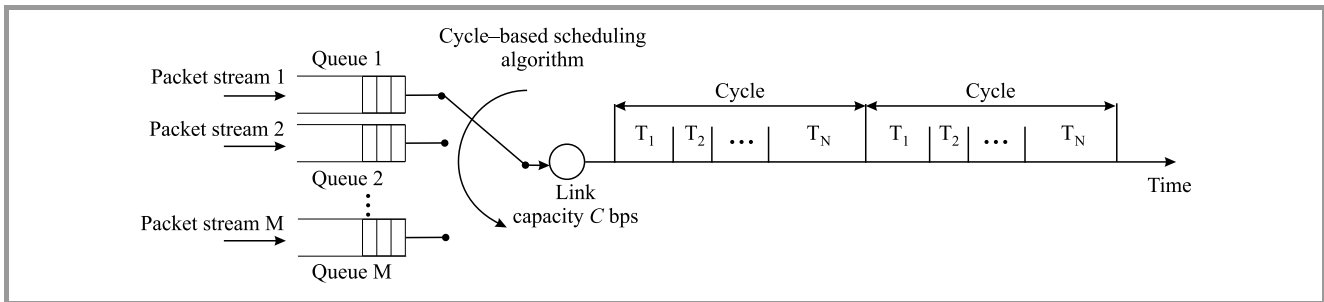 Cycle–based scheduling
algorithm
Queue 1
Packet stream 1
Packet stream 2
Queue 2
Packet stream M
Queue M
Link
capacity C bps
Cycle
Cycle
T1 T2 ... TN T1 T2 ... TN
Time